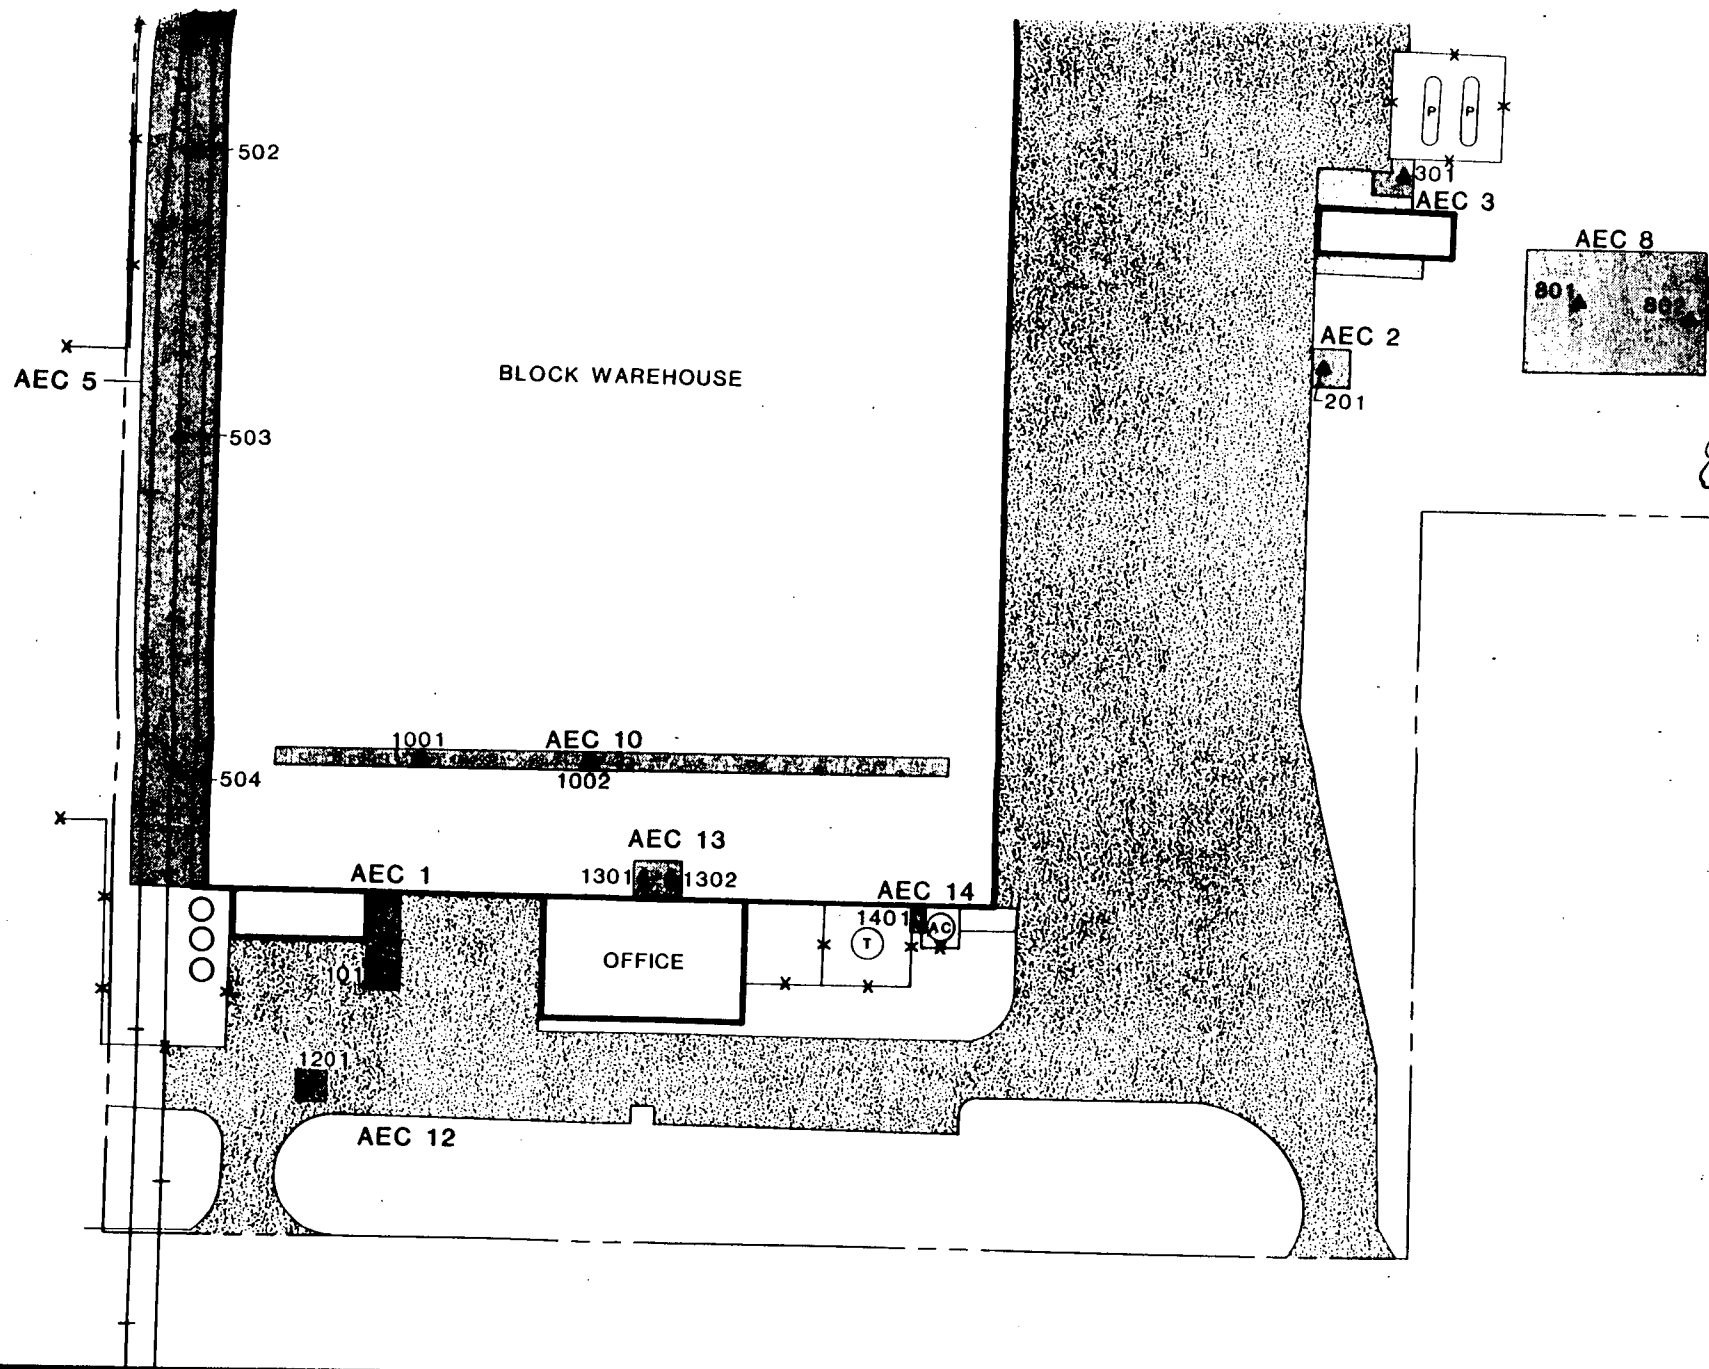 502
P P
301
AEC 3
AEC 8
801 802
AEC 2
201
AEC 5
BLOCK WAREHOUSE
503
1001 AEC 10
1002
504
AEC 13
1301 1302
AEC 1
AEC 14
1401 AC
T
OFFICE
101
1201
AEC 12